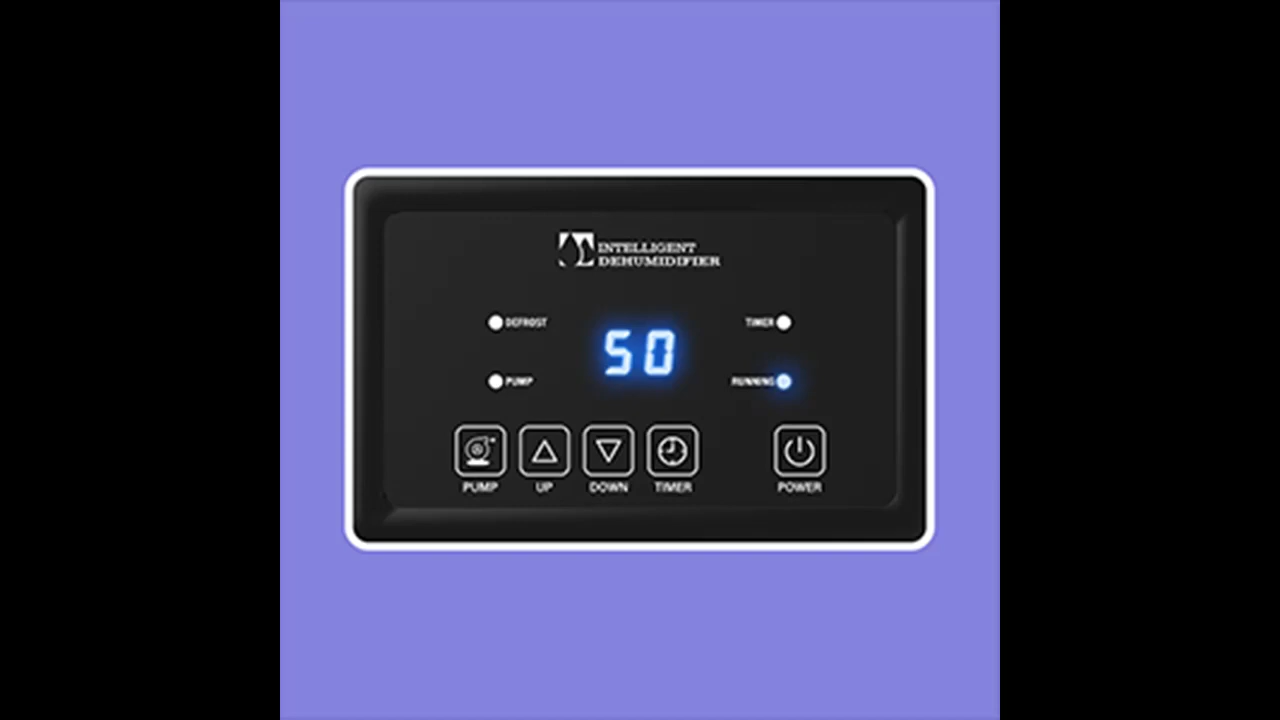 INTELLIGENT
DEHUMIDIFIER
DEFROST
50
TIMER
PUMP
RUNNING
PUMP
UP
DOWN
TIMER
POWER